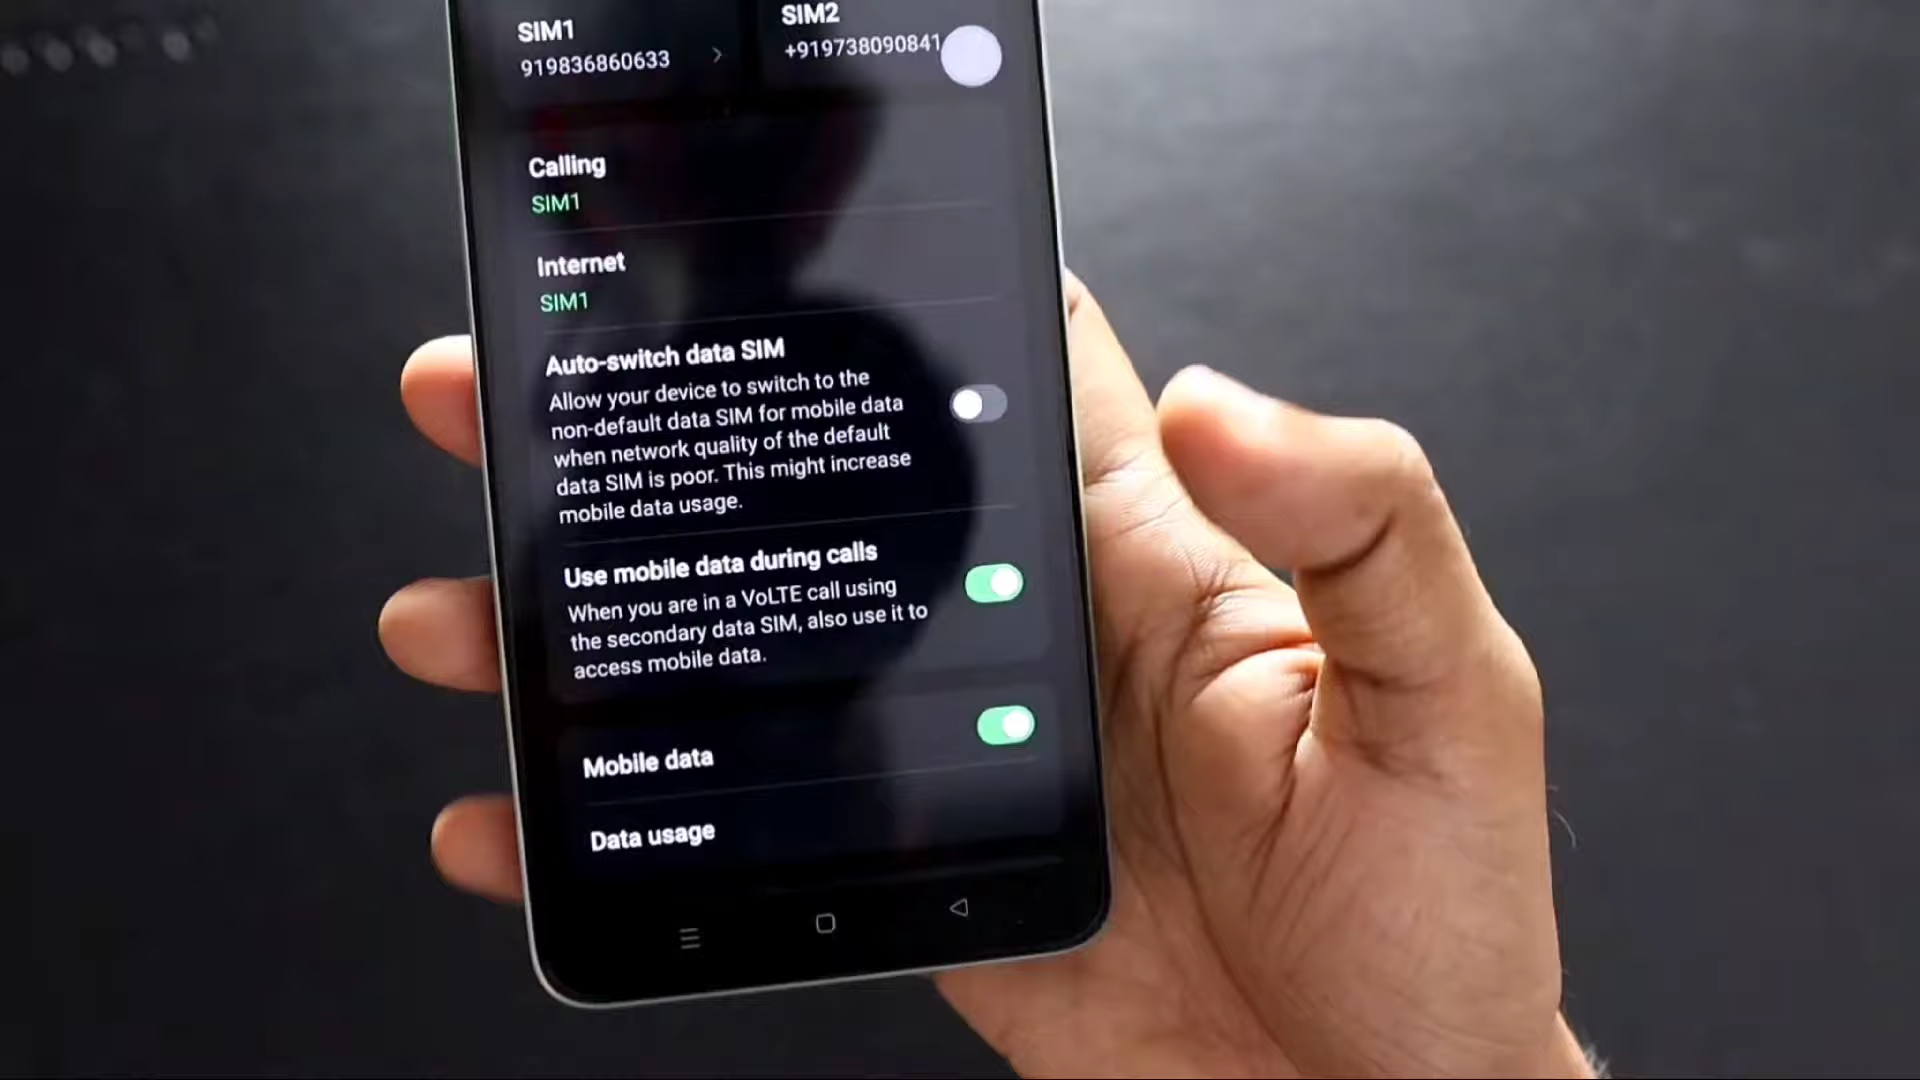 SIM1
919836860633
SIM2
+919738090841
Calling
SIM1
Internet
SIM1
Auto-switch data SIM
Allow your device to switch to the
non-default data SIM for mobile data
when network quality of the default
data SIM is poor. This might increase
mobile data usage.
Use mobile data during calls
When you are in a VoLTE call using
the secondary data SIM, also use it to
access mobile data.
Mobile data
Data usage